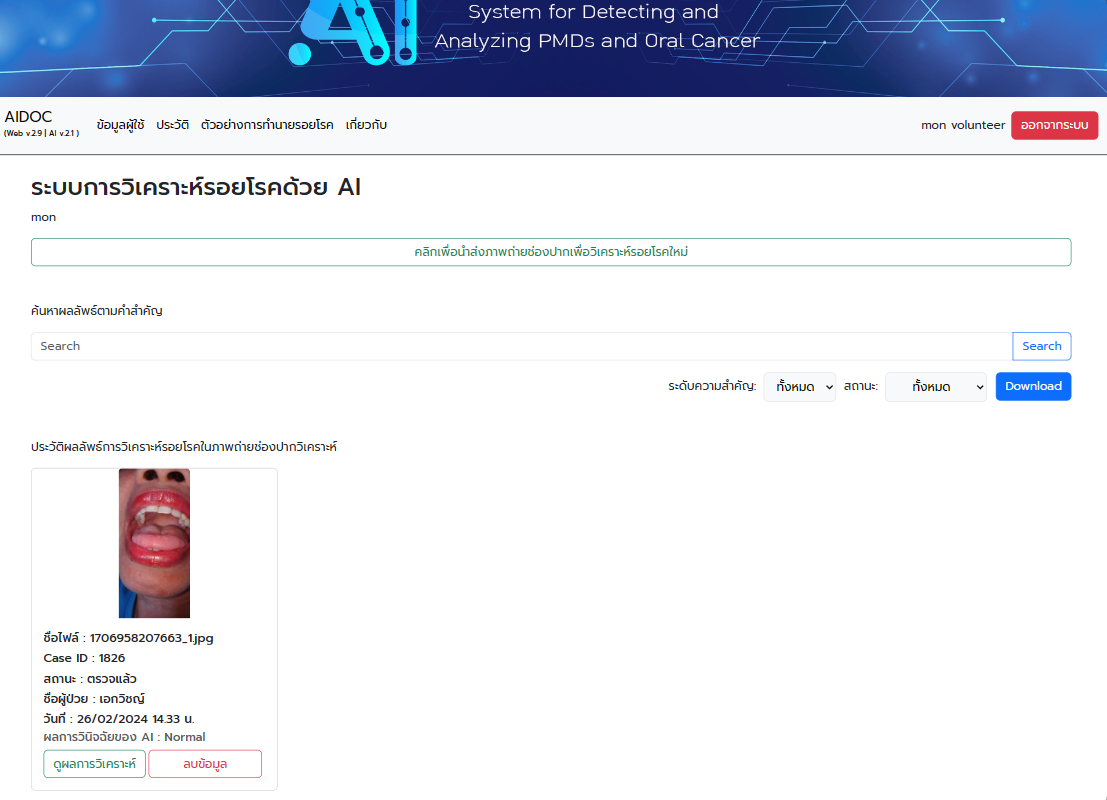 AI
System for Detecting and
Analyzing PMDs and Oral Cancer
AIDOC
(Web v.2.9 | AI v.2.1 )
ข้อมูลผู้ใช้ ประวัติ ตัวอย่างการทำนายรอยโรค เกี่ยวกับ
mon volunteer ออกจากระบบ
ระบบการวิเคราะห์รอยโรคด้วย AI
mon
คลิกเพื่อนำส่งภาพถ่ายช่องปากเพื่อวิเคราะห์รอยโรคใหม่
ค้นหาผลลัพธ์ตามคำสำคัญ
Search Search
ระดับความสำคัญ: ทั้งหมด สถานะ: ทั้งหมด Download
ประวัติผลลัพธ์การวิเคราะห์รอยโรคในภาพถ่ายช่องปากวิเคราะห์
ชื่อไฟล์ : 1706958207663_1.jpg
Case ID : 1826
สถานะ : ตรวจแล้ว
ชื่อผู้ป่วย : เอกวิชญ์
วันที่ : 26/02/2024 14.33 น.
ผลการวินิจฉัยของ AI : Normal
ดูผลการวิเคราะห์ ลบข้อมูล